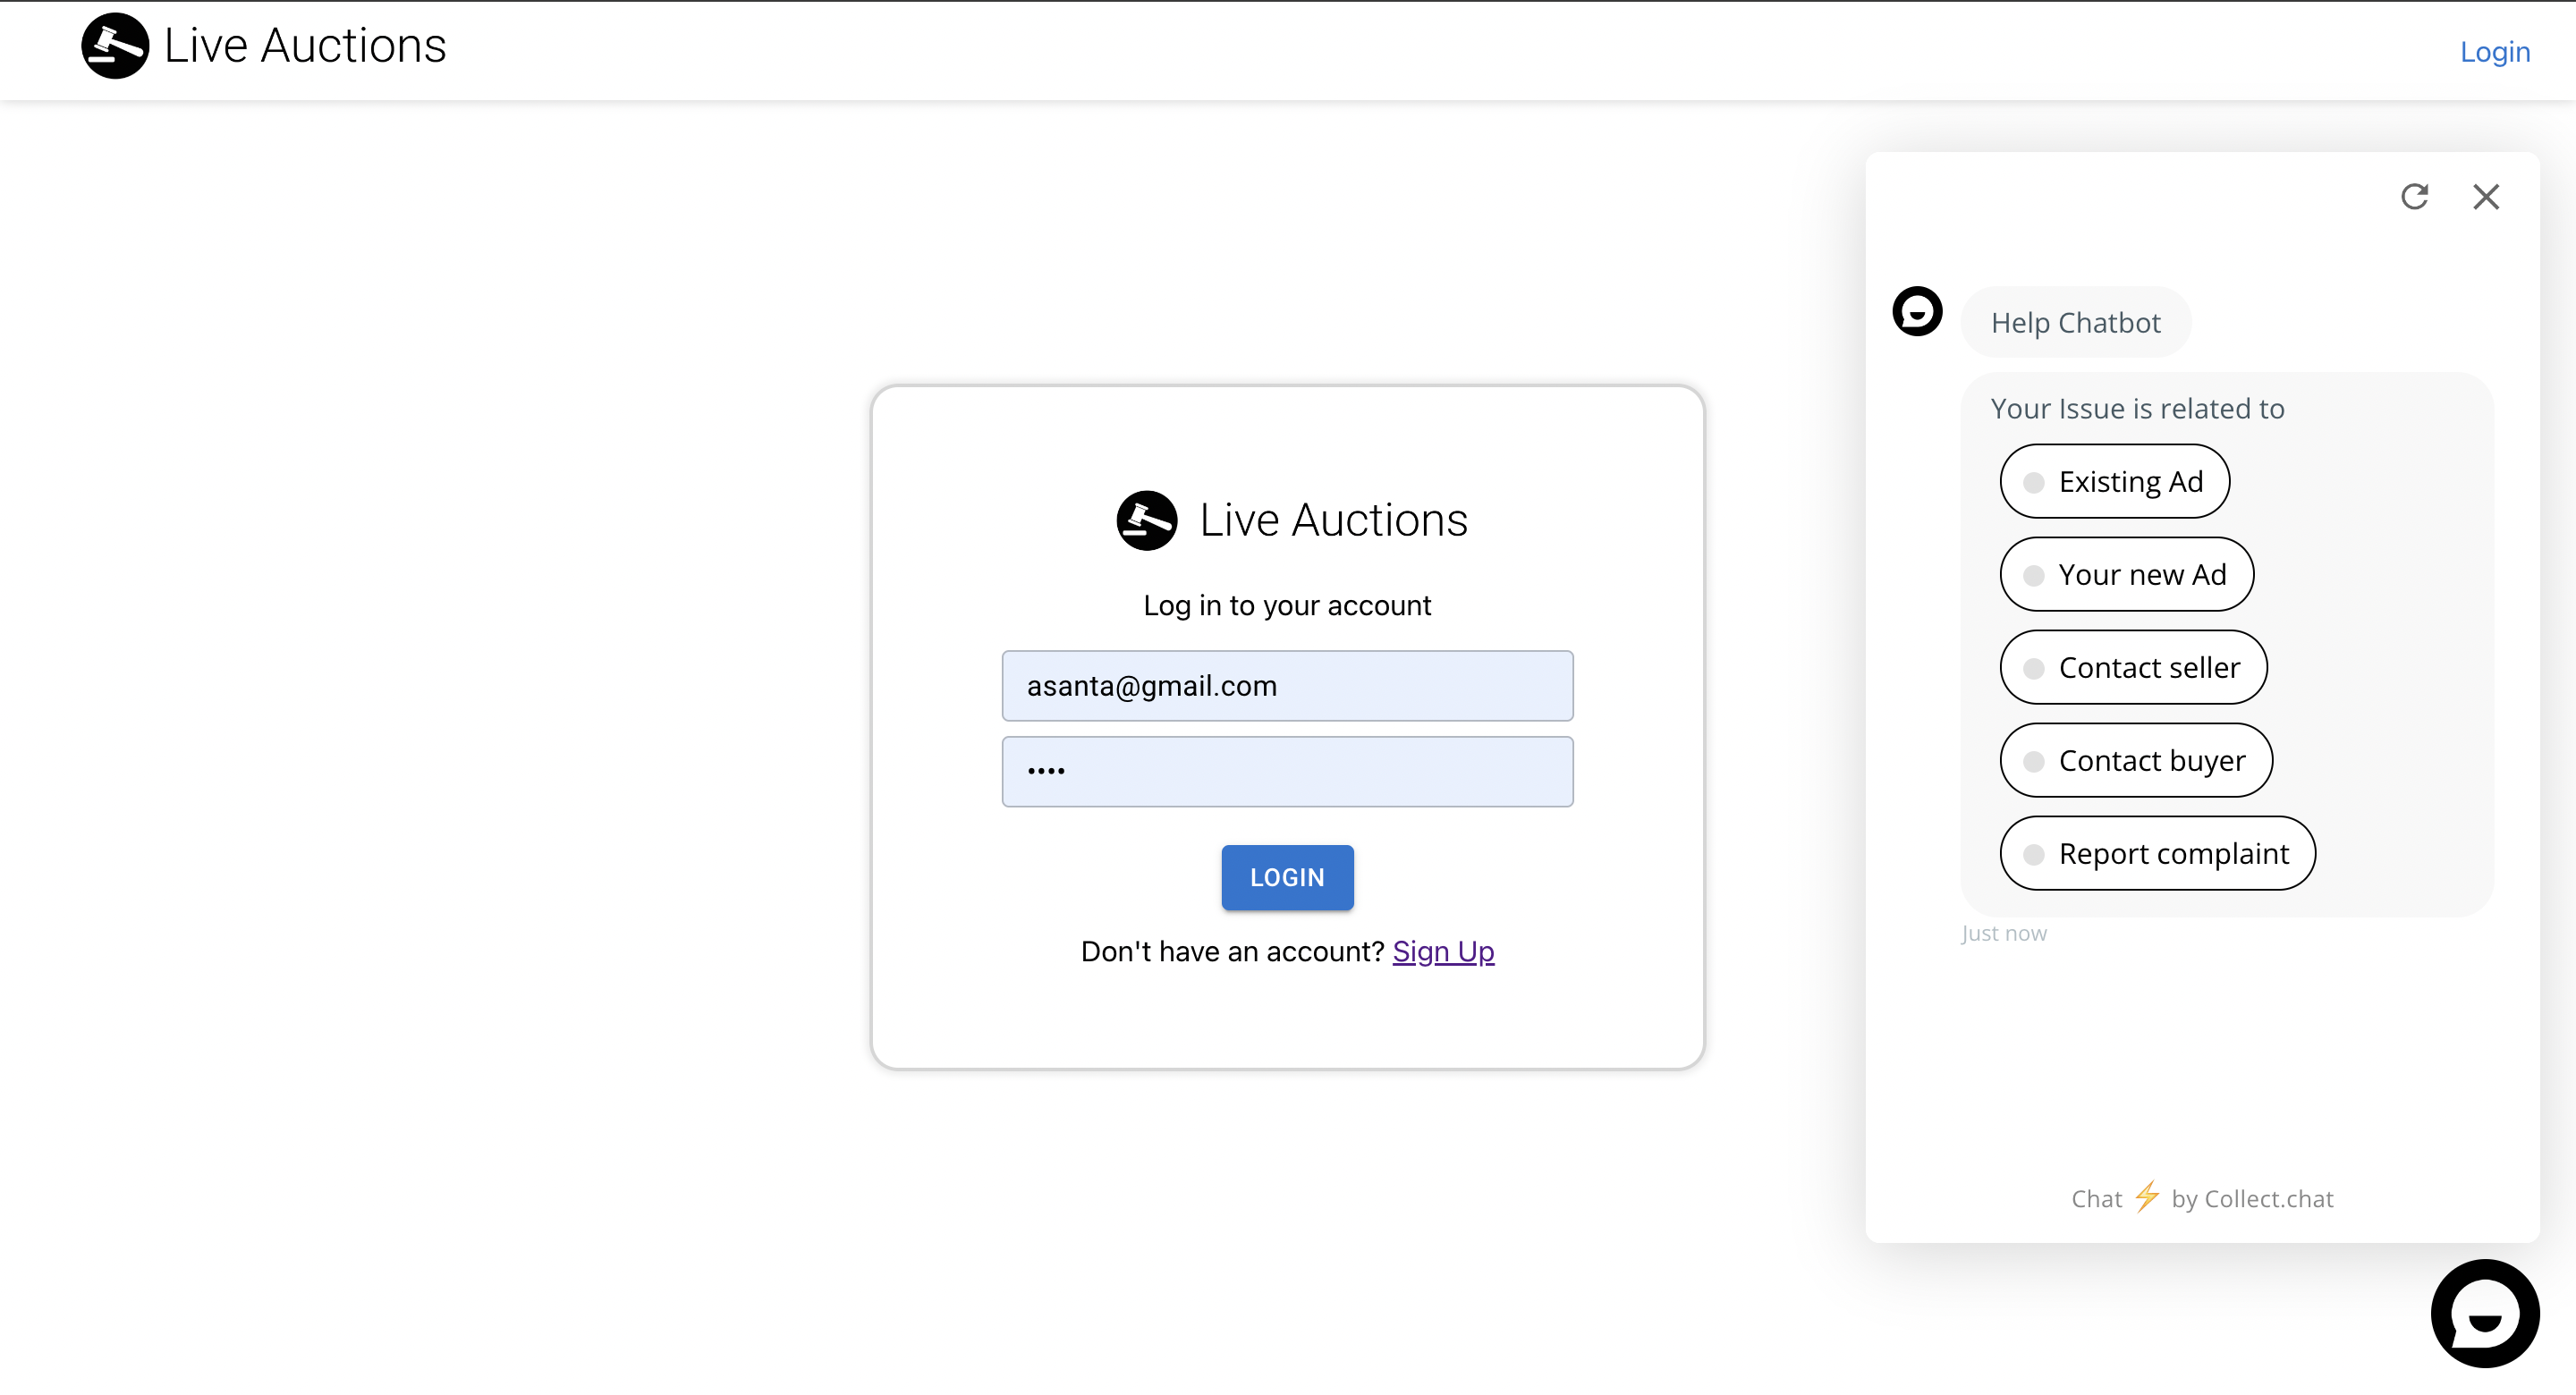 Live Auctions
Login
Live Auctions
Log in to your account
asanta@gmail.com
••••
LOGIN
Don't have an account? Sign Up
Help Chatbot
Your Issue is related to
Existing Ad
Your new Ad
Contact seller
Contact buyer
Report complaint
Just now
Chat ⚡ by Collect.chat